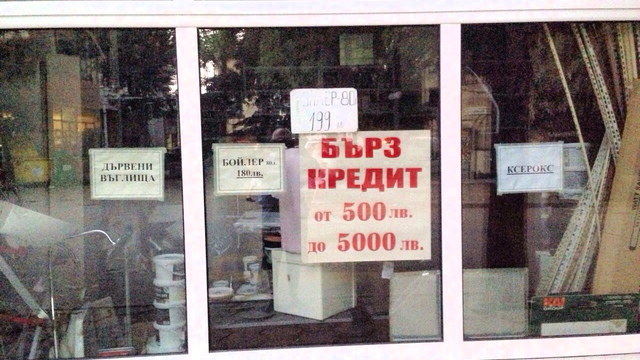 ДЪРВЕНИ
ВЪГЛИЩА
БОЙЛЕР 80л.
180лв.
199
БЪРЗ
КРЕДИТ
от 500 лв.
до 5000 лв.
КСЕРОКС